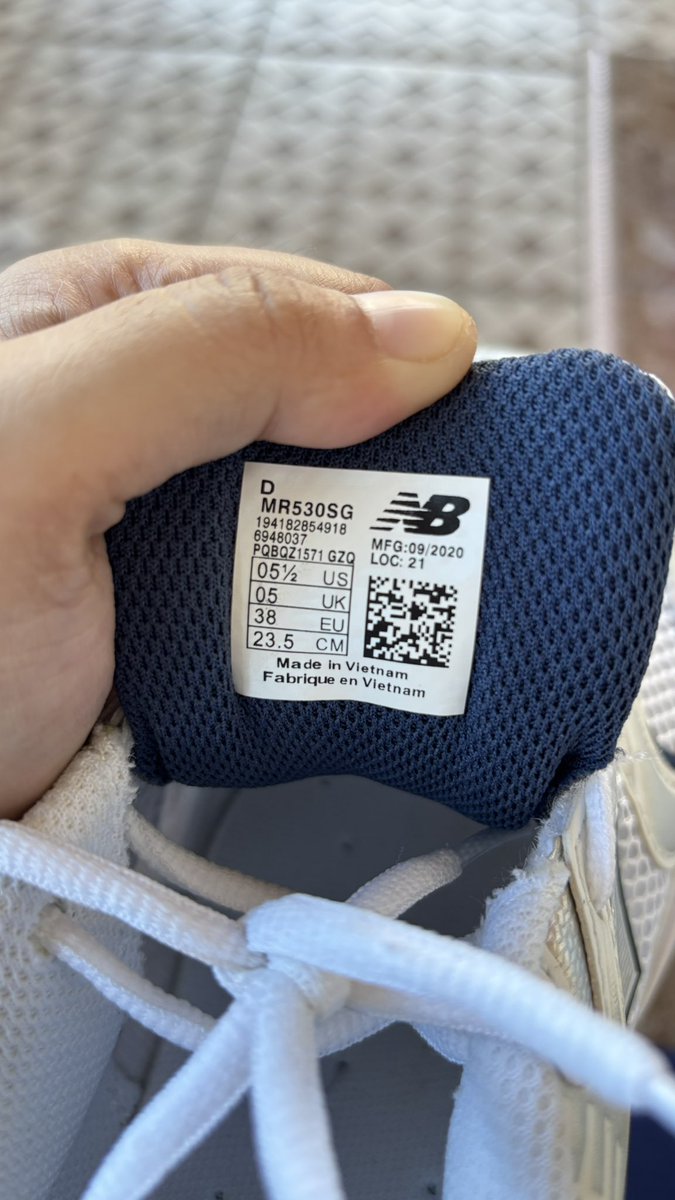 D
MR530SG
194182854918
6948037
PQBQZ1571 GZQ
05½ US
05 UK
38 EU
23.5 CM
NB
MFG:09/2020
LOC: 21
Made in Vietnam
Fabrique en Vietnam